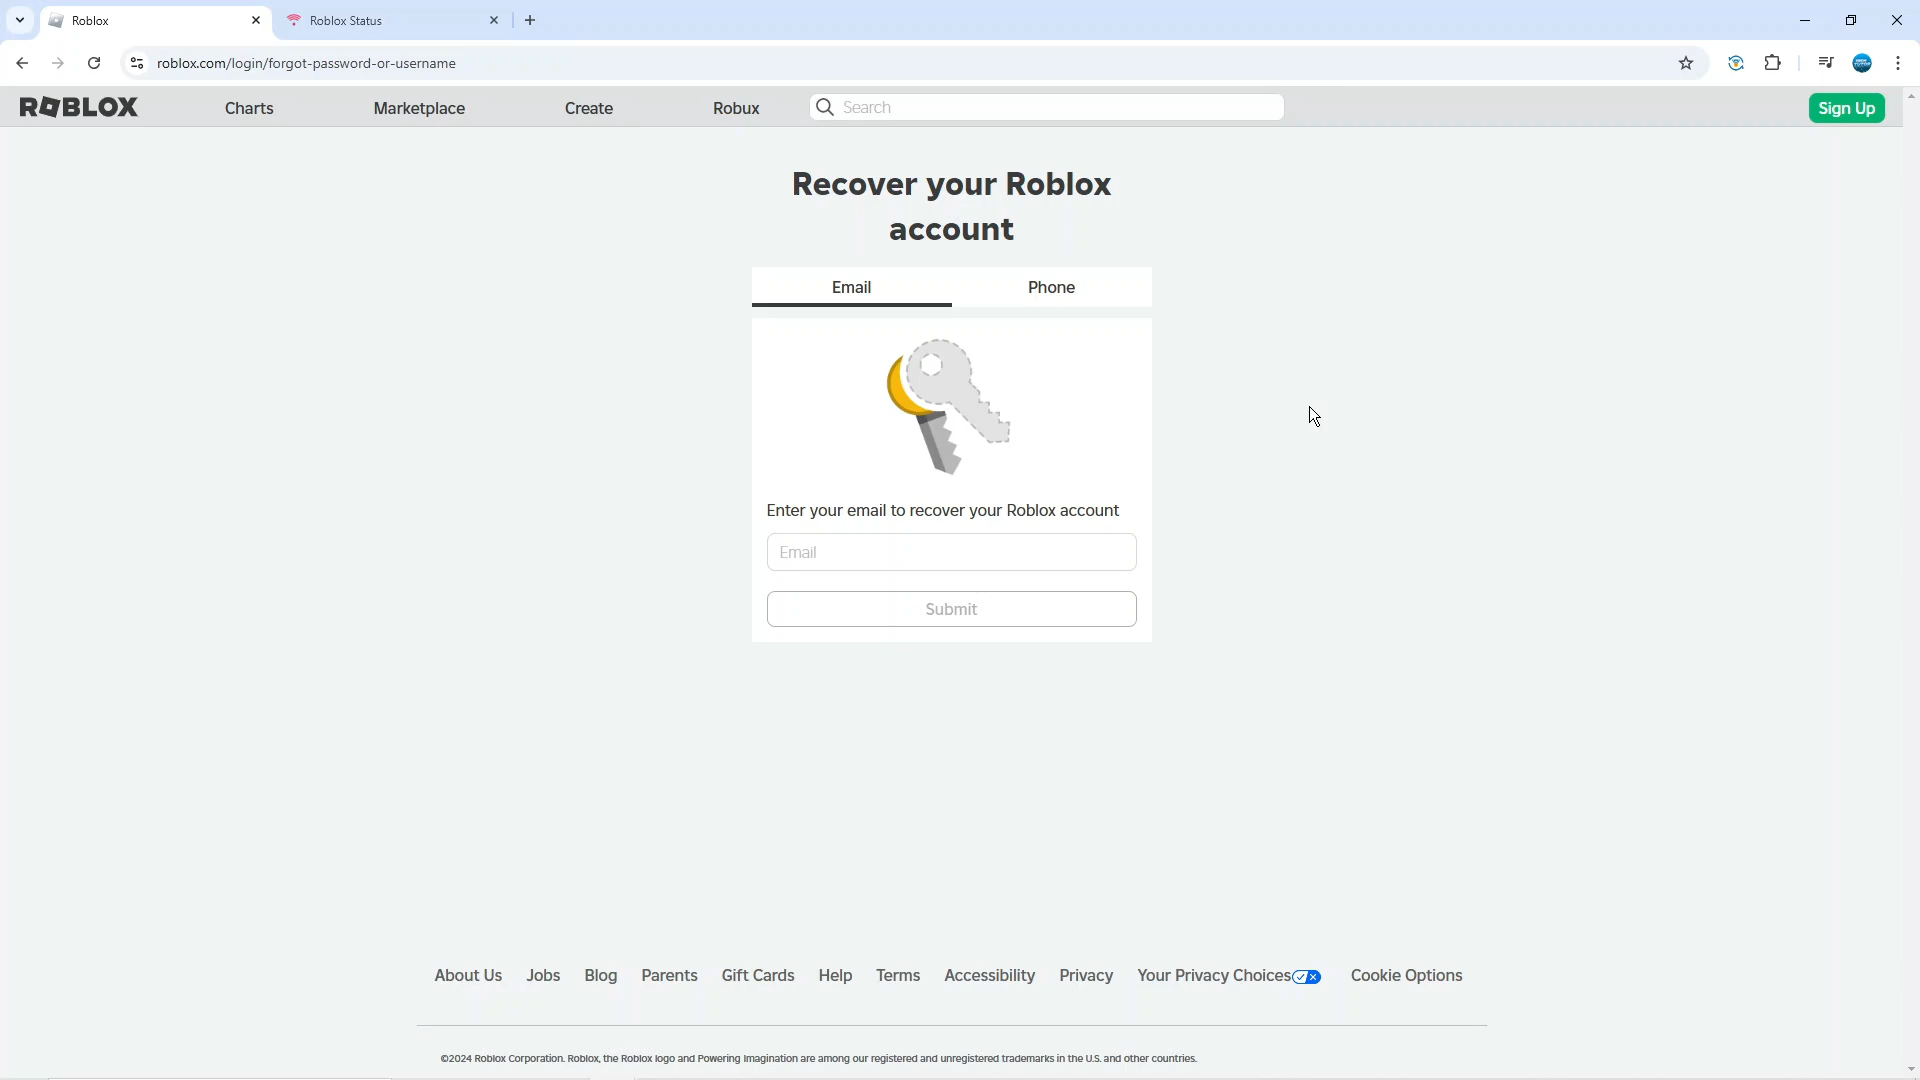 Roblox
Roblox Status
roblox.com/login/forgot-password-or-username
ROBLOX
Charts
Marketplace
Create
Robux
Search
Sign Up
Recover your Roblox
account
Email
Phone
Enter your email to recover your Roblox account
Email
Submit
About Us
Jobs
Blog
Parents
Gift Cards
Help
Terms
Accessibility
Privacy
Your Privacy Choices
Cookie Options
©2024 Roblox Corporation. Roblox, the Roblox logo and Powering Imagination are among our registered and unregistered trademarks in the U.S. and other countries.